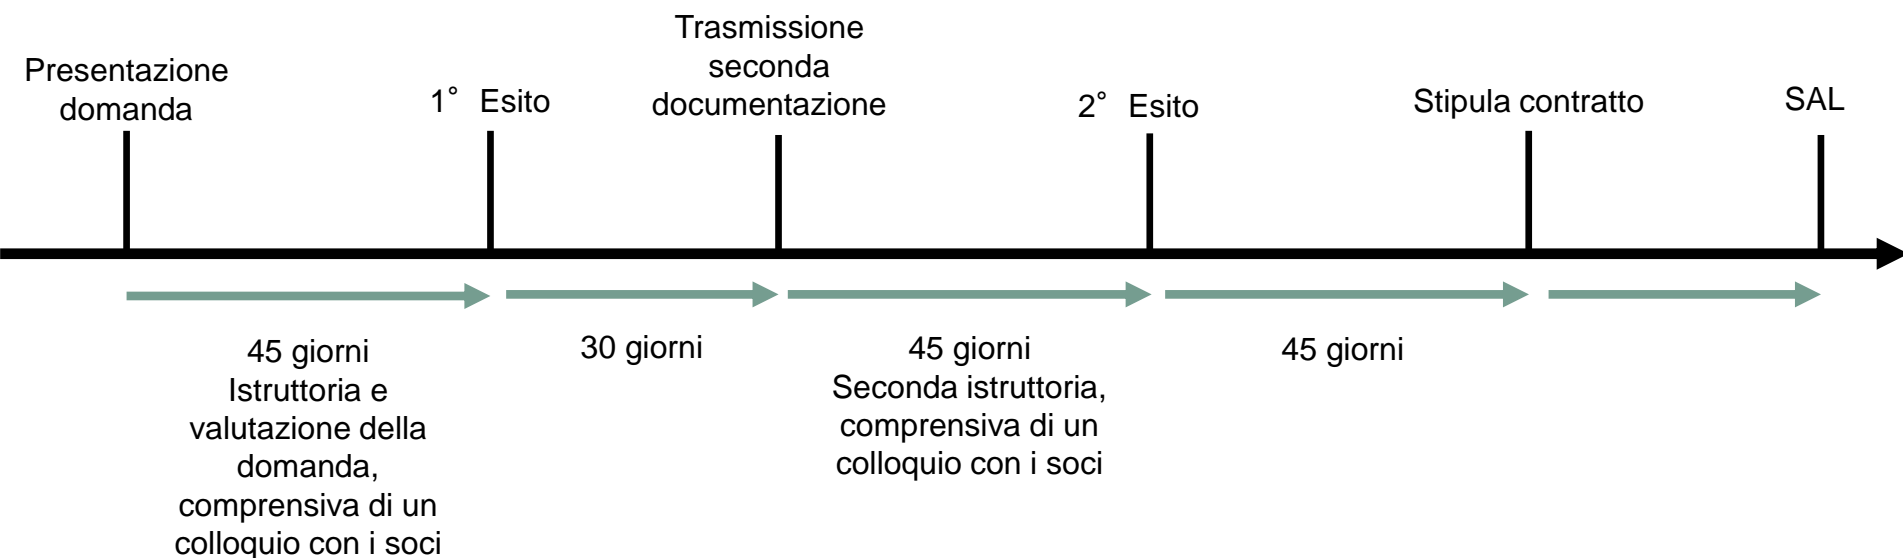 Presentazione
domanda
1° Esito
Trasmissione
seconda
documentazione
2° Esito
Stipula contratto
SAL
45 giorni
Istruttoria e
valutazione della
domanda,
comprensiva di un
colloquio con i soci
30 giorni
45 giorni
Seconda istruttoria,
comprensiva di un
colloquio con i soci
45 giorni